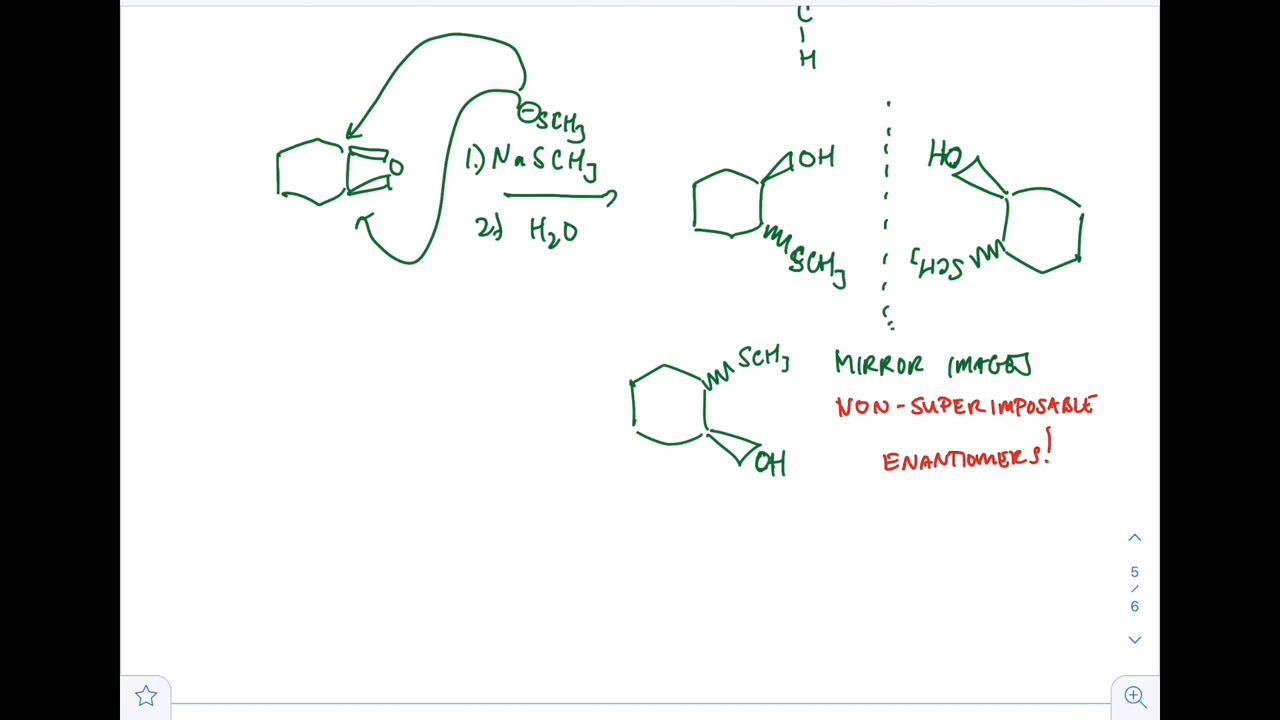 C
H
⊖SCH3
1.) NaSCH3
2.) H2O
O
OH
SCH3
HO
SCH3
SCH3
OH
MIRROR IMAGES
NON-SUPERIMPOSABLE
ENANTIOMERS!
5
/
6